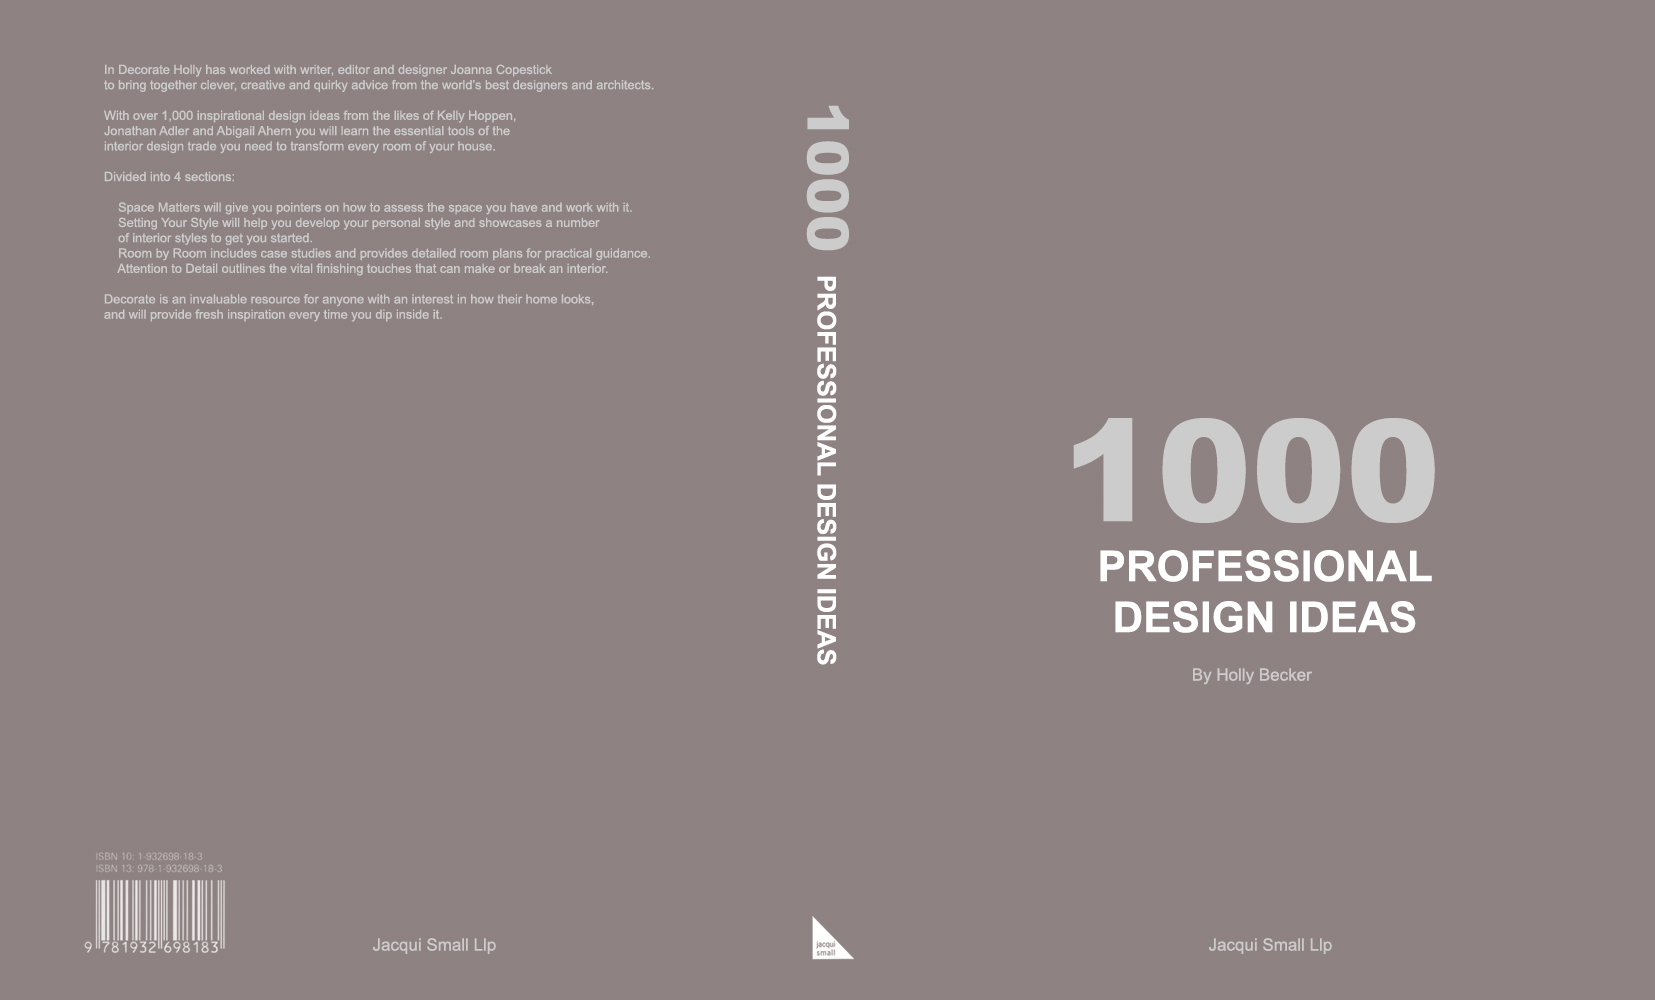 In Decorate Holly has worked with writer, editor and designer Joanna Copestick
to bring together clever, creative and quirky advice from the world's best designers and architects.
With over 1,000 inspirational design ideas from the likes of Kelly Hoppen,
Jonathan Adler and Abigail Ahern you will learn the essential tools of the
interior design trade you need to transform every room of your house.
Divided into 4 sections:
Space Matters will give you pointers on how to assess the space you have and work with it.
Setting Your Style will help you develop your personal style and showcases a number
of interior styles to get you started.
Room by Room includes case studies and provides detailed room plans for practical guidance.
Attention to Detail outlines the vital finishing touches that can make or break an interior.
Decorate is an invaluable resource for anyone with an interest in how their home looks,
and will provide fresh inspiration every time you dip inside it.
ISBN 10: 1-932698-18-3
ISBN 13: 978-1-932698-18-3
9 781932 698183
Jacqui Small Llp
1000 PROFESSIONAL DESIGN IDEAS
jacqui
small
1000
PROFESSIONAL
DESIGN IDEAS
By Holly Becker
Jacqui Small Llp